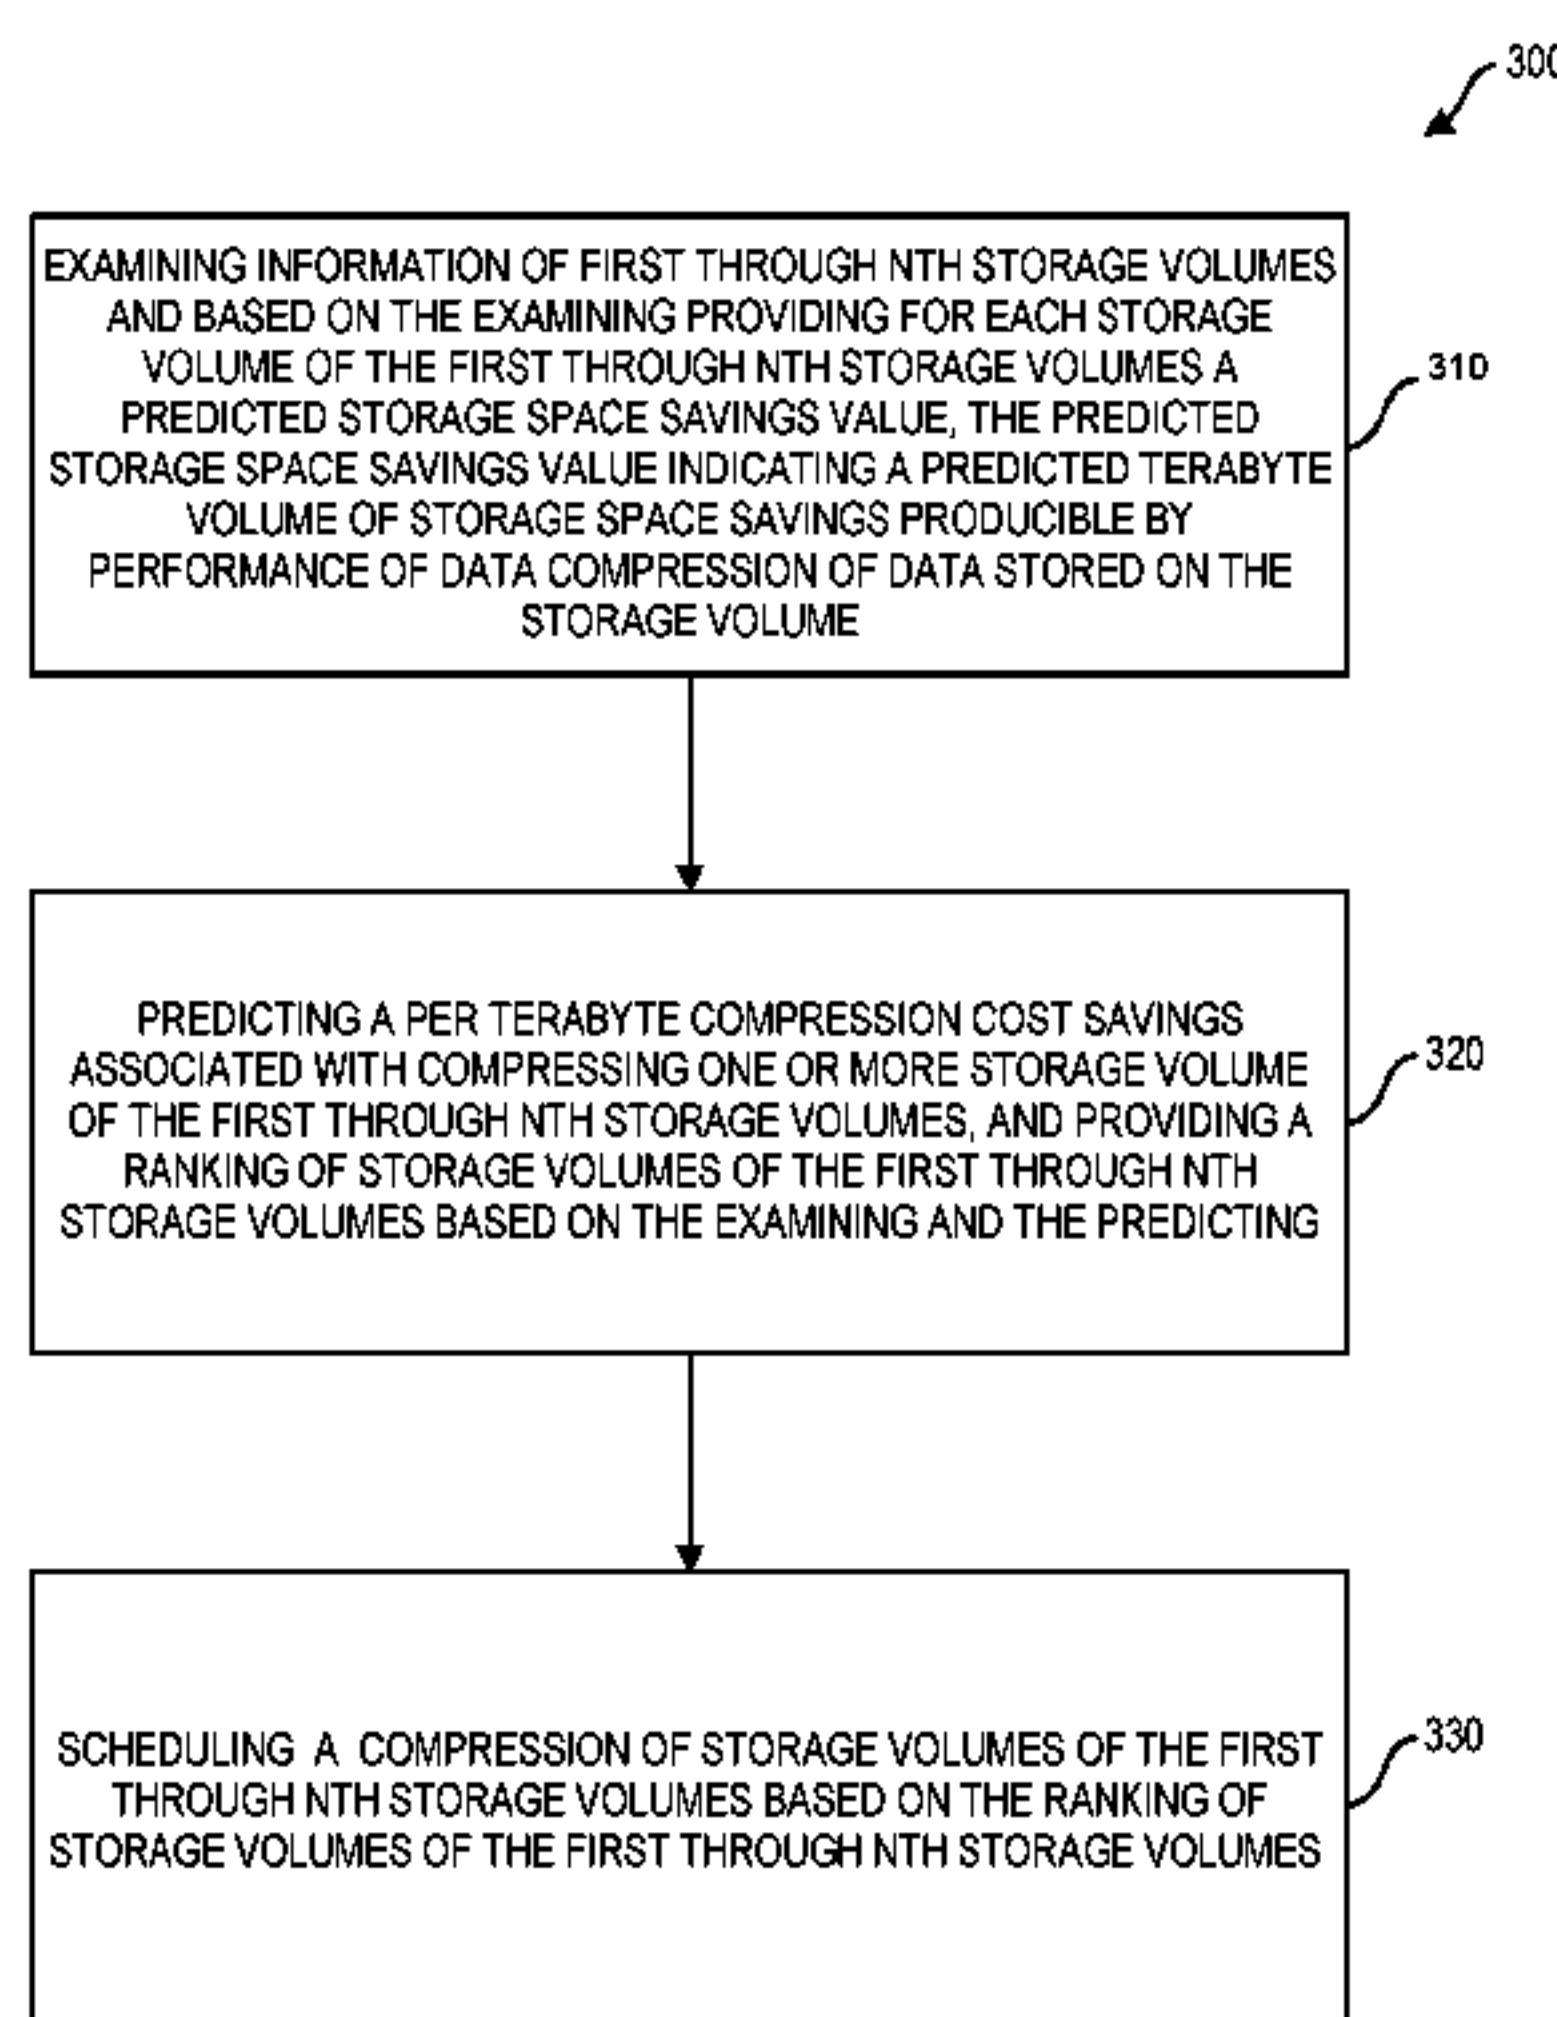 300
EXAMINING INFORMATION OF FIRST THROUGH NTH STORAGE VOLUMES
AND BASED ON THE EXAMINING PROVIDING FOR EACH STORAGE
VOLUME OF THE FIRST THROUGH NTH STORAGE VOLUMES A
PREDICTED STORAGE SPACE SAVINGS VALUE, THE PREDICTED
STORAGE SPACE SAVINGS VALUE INDICATING A PREDICTED TERABYTE
VOLUME OF STORAGE SPACE SAVINGS PRODUCIBLE BY
PERFORMANCE OF DATA COMPRESSION OF DATA STORED ON THE
STORAGE VOLUME
310
PREDICTING A PER TERABYTE COMPRESSION COST SAVINGS
ASSOCIATED WITH COMPRESSING ONE OR MORE STORAGE VOLUME
OF THE FIRST THROUGH NTH STORAGE VOLUMES, AND PROVIDING A
RANKING OF STORAGE VOLUMES OF THE FIRST THROUGH NTH
STORAGE VOLUMES BASED ON THE EXAMINING AND THE PREDICTING
320
SCHEDULING A COMPRESSION OF STORAGE VOLUMES OF THE FIRST
THROUGH NTH STORAGE VOLUMES BASED ON THE RANKING OF
STORAGE VOLUMES OF THE FIRST THROUGH NTH STORAGE VOLUMES
330